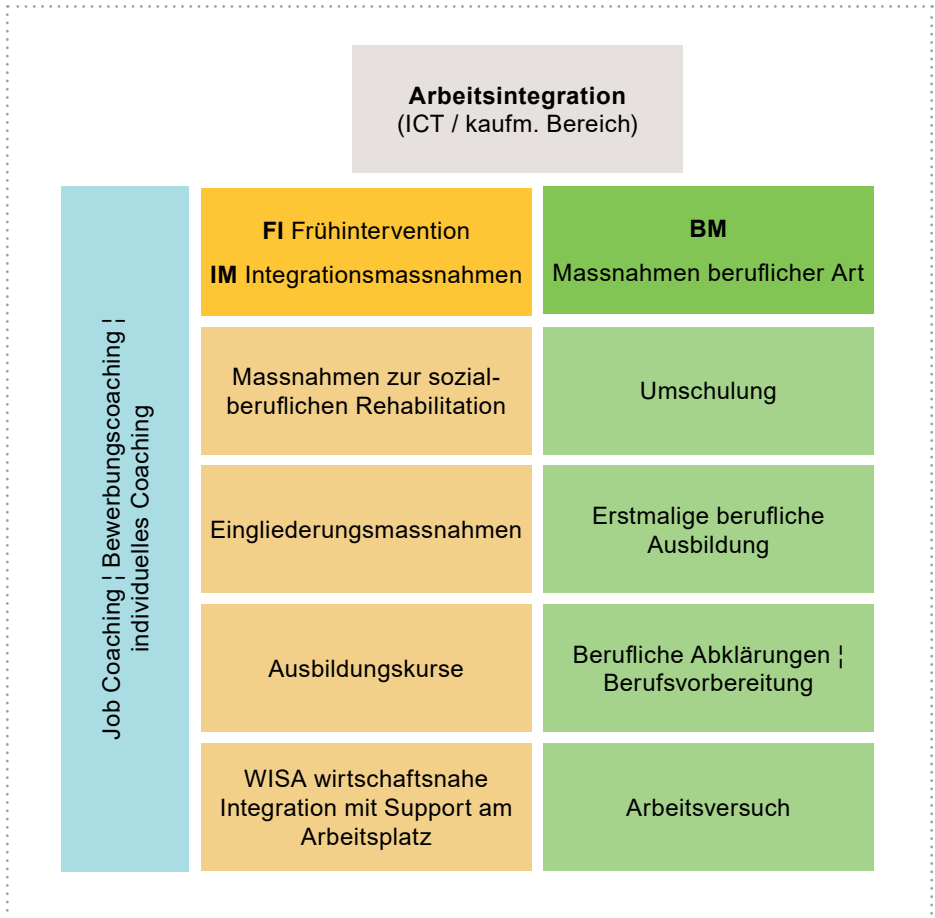 Arbeitsintegration
(ICT / kaufm. Bereich)
Job Coaching ¦ Bewerbungscoaching ¦
individuelles Coaching
FI Frühintervention
IM Integrationsmassnahmen
Massnahmen zur sozial-
beruflichen Rehabilitation
Eingliederungsmassnahmen
Ausbildungskurse
WISA wirtschaftsnahe
Integration mit Support am
Arbeitsplatz
BM
Massnahmen beruflicher Art
Umschulung
Erstmalige berufliche
Ausbildung
Berufliche Abklärungen ¦
Berufsvorbereitung
Arbeitsversuch